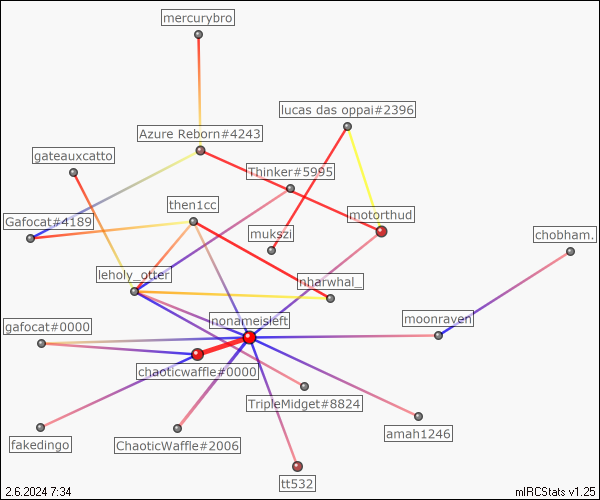 mercurybro
lucas das oppai#2396
Azure Reborn#4243
gateauxcatto
Thinker#5995
then1cc
motorthud
Gafocat#4189
mukszi
chobham.
leholy_otter
nharwhal_
nonameisleft
moonraven
gafocat#0000
chaoticwaffle#0000
TripleMidget#8824
amah1246
fakedingo
ChaoticWaffle#2006
tt532
2.6.2024 7:34
mIRCStats v1.25